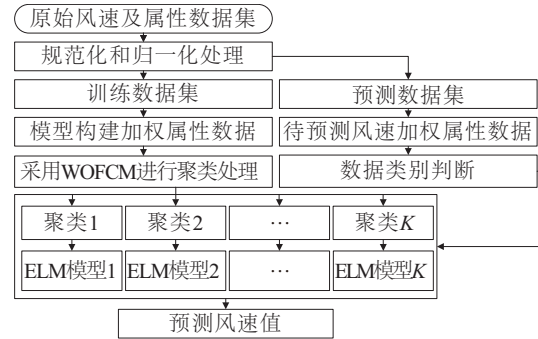 原始风速及属性数据集
规范化和归一化处理
训练数据集
预测数据集
模型构建加权属性数据
待预测风速加权属性数据
采用WOFCM进行聚类处理
数据类别判断
聚类1
聚类2
…
聚类K
ELM模型1
ELM模型2
…
ELM模型K
预测风速值